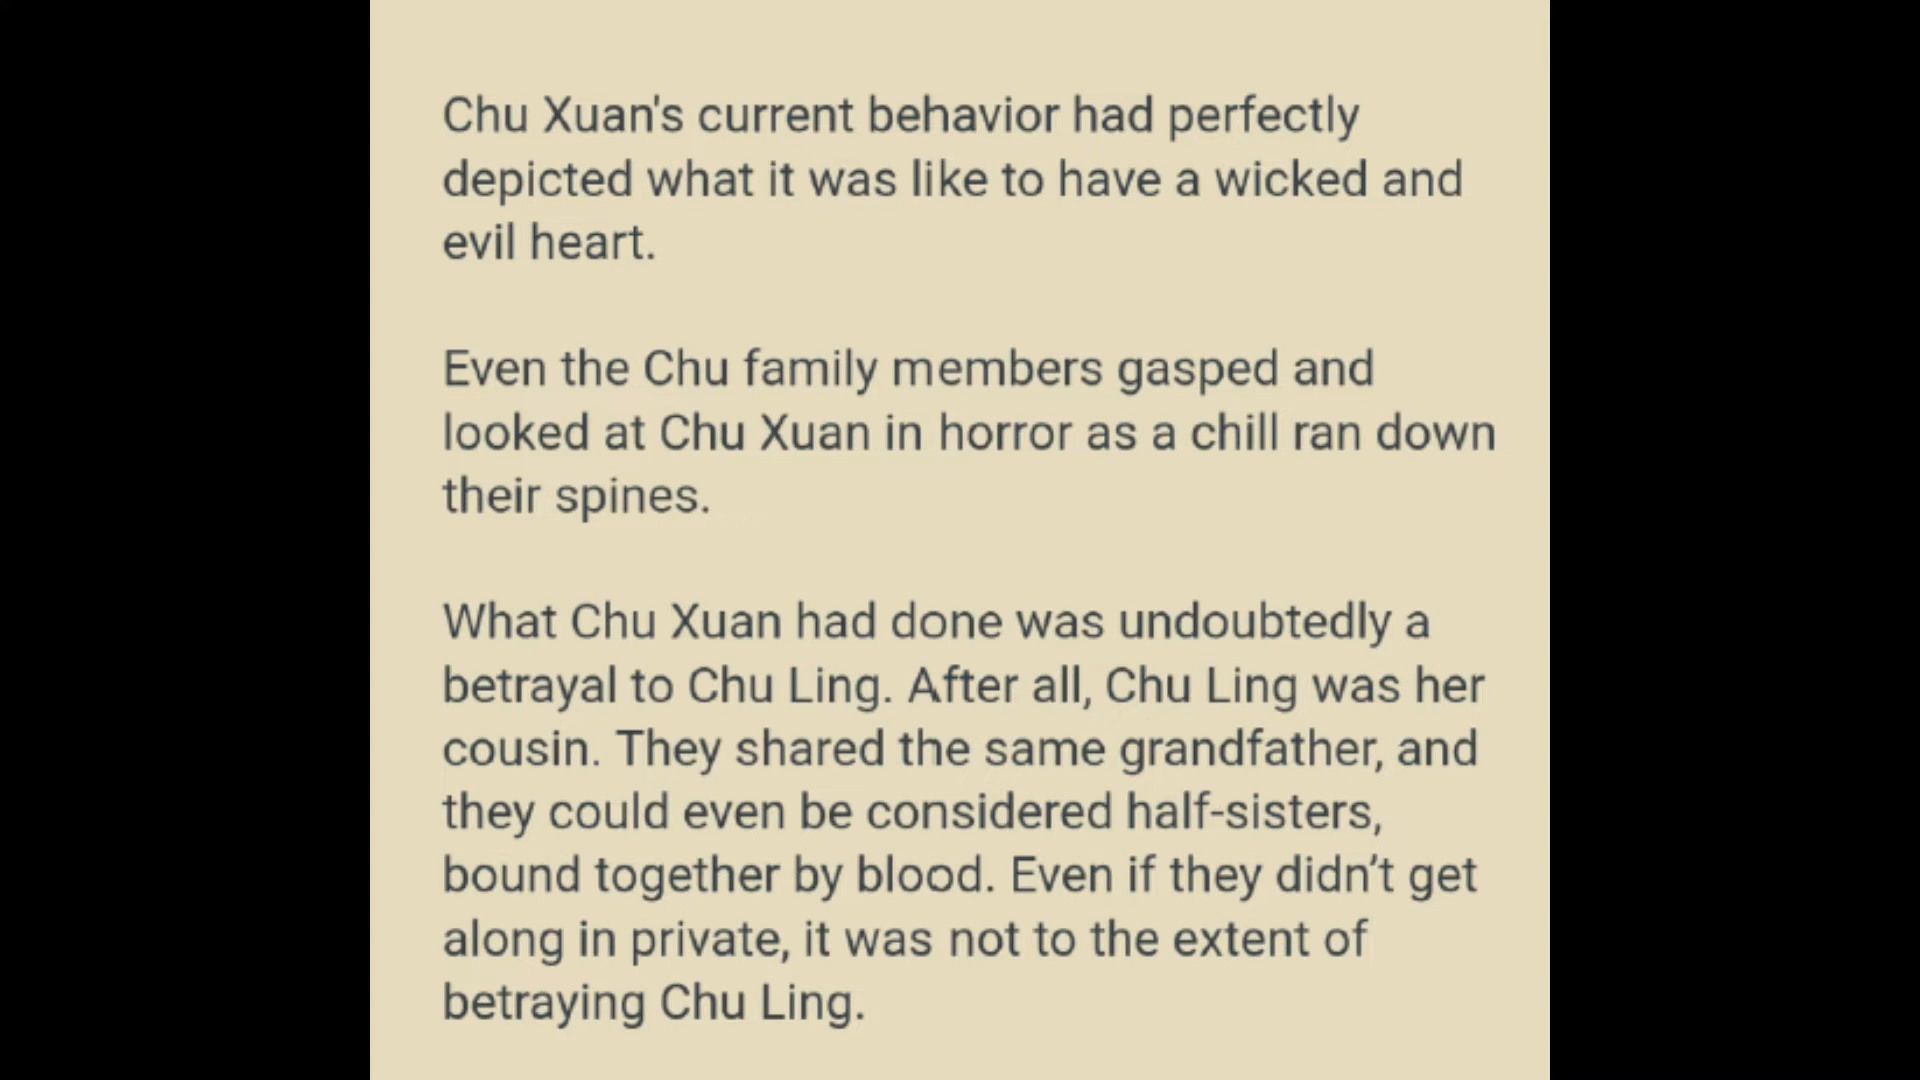 Chu Xuan's current behavior had perfectly
depicted what it was like to have a wicked and
evil heart.
Even the Chu family members gasped and
looked at Chu Xuan in horror as a chill ran down
their spines.
What Chu Xuan had done was undoubtedly a
betrayal to Chu Ling. After all, Chu Ling was her
cousin. They shared the same grandfather, and
they could even be considered half-sisters,
bound together by blood. Even if they didn’t get
along in private, it was not to the extent of
betraying Chu Ling.